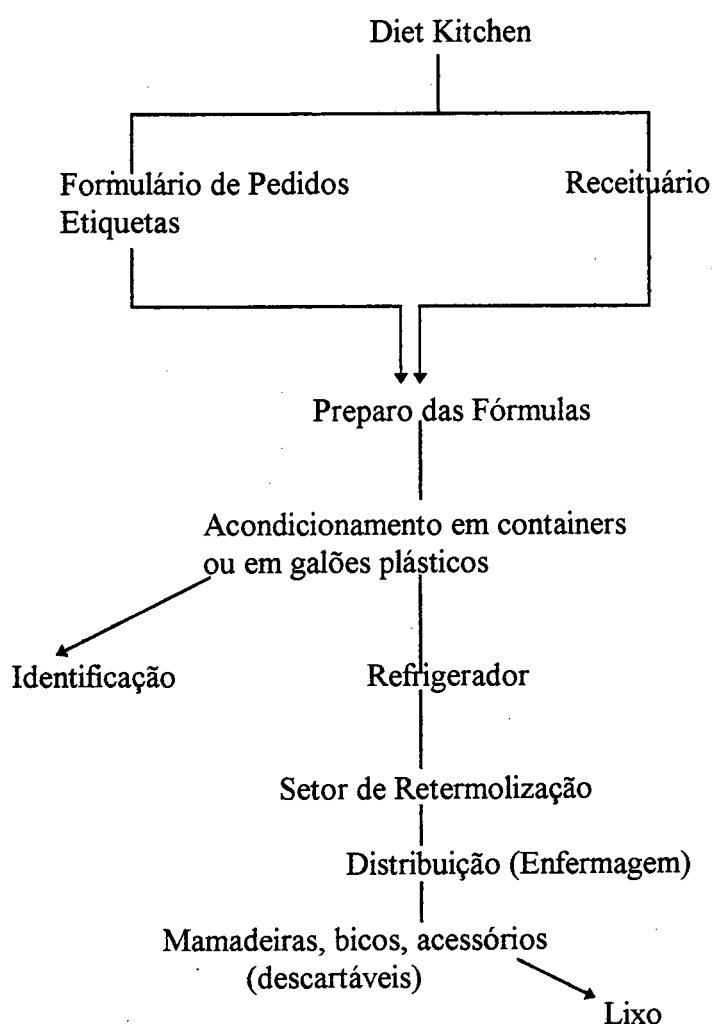 Diet Kitchen
Formulário de Pedidos
Etiquetas
Receituário
Preparo das Fórmulas
Acondicionamento em containers
ou em galões plásticos
Identificação
Refrigerador
Setor de Retermolização
Distribuição (Enfermagem)
Mamadeiras, bicos, acessórios
(descartáveis)
Lixo